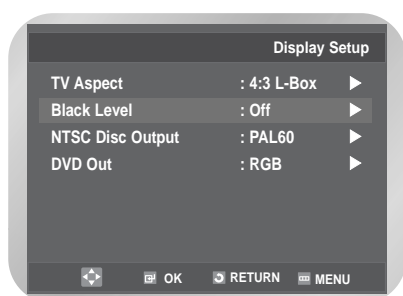 Display Setup
TV Aspect : 4:3 L-Box
Black Level : Off
NTSC Disc Output : PAL60
DVD Out : RGB
OK RETURN MENU